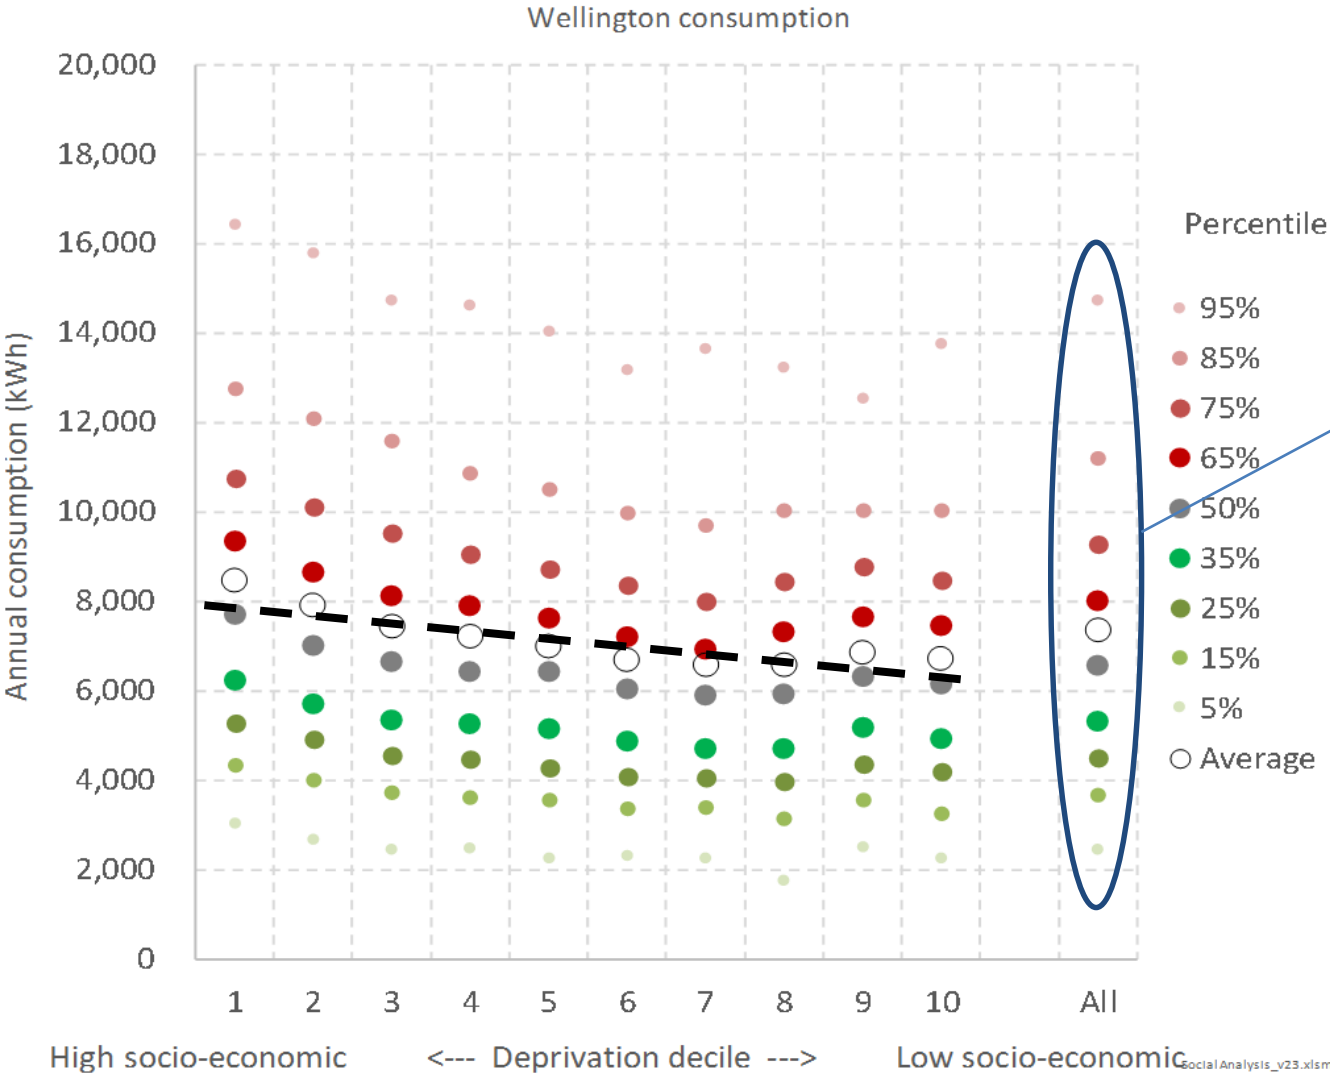 Wellington consumption
20,000
18,000
16,000
14,000
12,000
10,000
8,000
6,000
4,000
2,000
0
Annual consumption (kWh)
1 2 3 4 5 6 7 8 9 10 All
High socio-economic <--- Deprivation decile ---> Low socio-economic
SocialAnalysis_v23.xlsm
Percentile
95%
85%
75%
65%
50%
35%
25%
15%
5%
Average